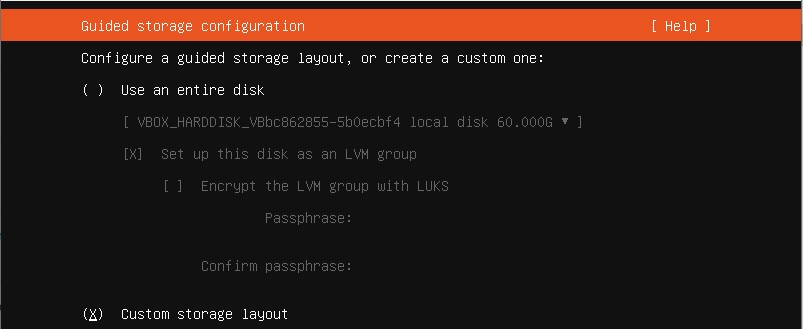 Guided storage configuration [ Help ]
Configure a guided storage layout, or create a custom one:
( ) Use an entire disk
[ VBOX_HARDDISK_VBbc862855-5b0ecbf4 local disk 60.000G ▾ ]
[X] Set up this disk as an LVM group
[ ] Encrypt the LVM group with LUKS
Passphrase:
Confirm passphrase:
(X) Custom storage layout